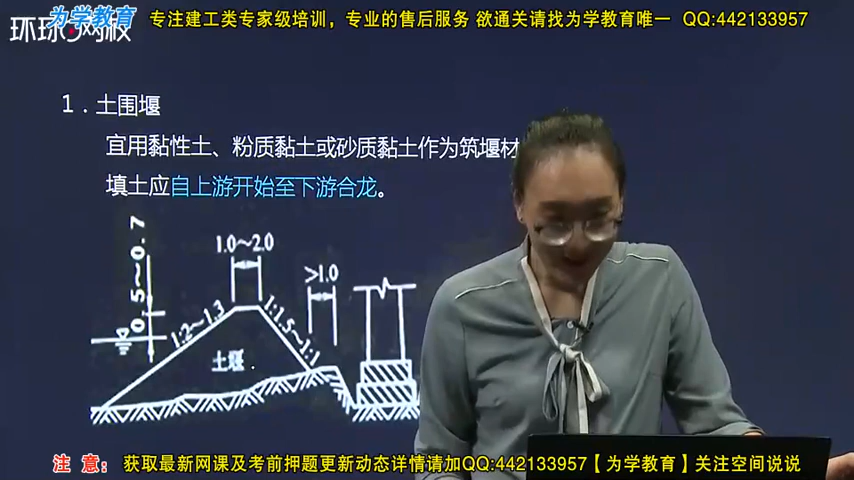 为学教育
环球网校
专注建工类专家级培训，专业的售后服务 欲通关请找为学教育唯一 QQ:442133957
1．土围堰
宜用黏性土、粉质黏土或砂质黏土作为筑堰材
填土应自上游开始至下游合龙。
1.0～2.0
>1.0
0.5～0.7
1:2～1:3
1:1.5～1:1
土堰
注 意： 获取最新网课及考前押题更新动态详情请加QQ:442133957【为学教育】关注空间说说